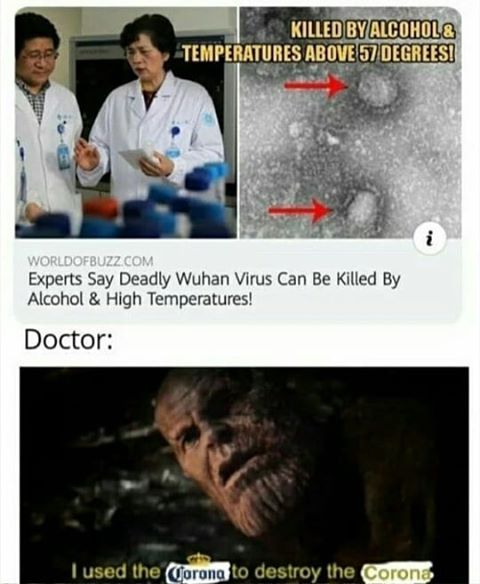 KILLED BY ALCOHOL &
TEMPERATURES ABOVE 57 DEGREES!
i
WORLDOFBUZZ.COM
Experts Say Deadly Wuhan Virus Can Be Killed By
Alcohol & High Temperatures!
Doctor:
I used the Corona to destroy the Corona